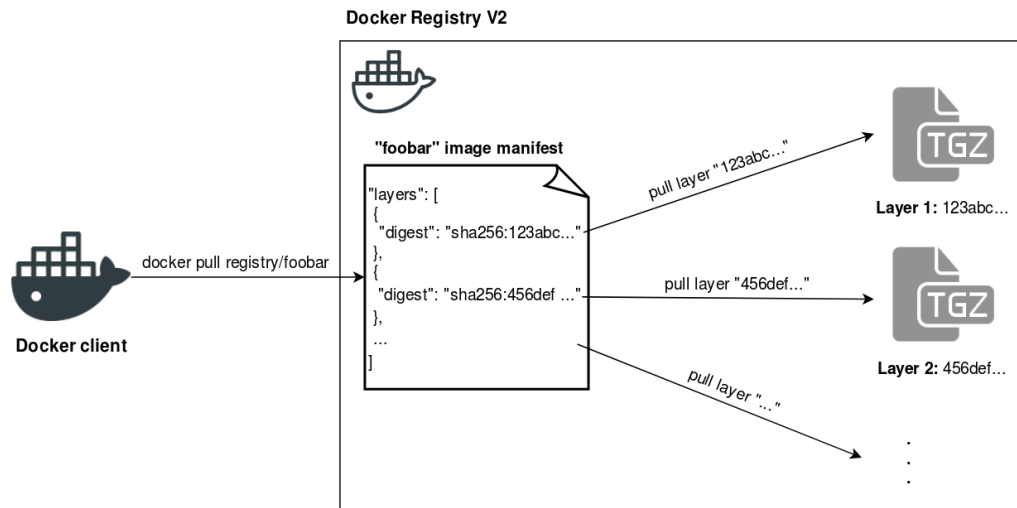 Docker Registry V2
"foobar" image manifest
"layers": [
{
"digest": "sha256:123abc..."
},
{
"digest": "sha256:456def ..."
},
...
]
docker pull registry/foobar
Docker client
pull layer "123abc..."
TGZ
Layer 1: 123abc...
pull layer "456def..."
TGZ
Layer 2: 456def...
pull layer "..."